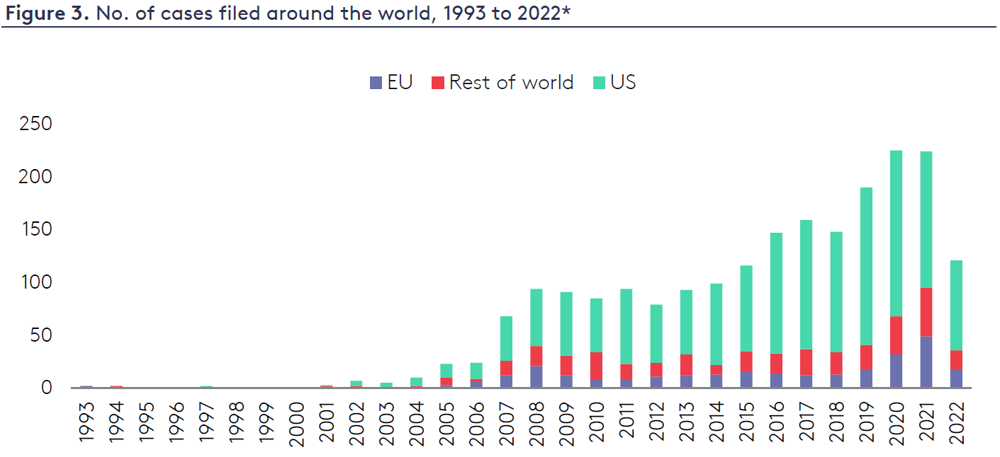 Figure 3. No. of cases filed around the world, 1993 to 2022*
EU Rest of world US
250
200
150
100
50
0
1993 1994 1995 1996 1997 1998 1999 2000 2001 2002 2003 2004 2005 2006 2007 2008 2009 2010 2011 2012 2013 2014 2015 2016 2017 2018 2019 2020 2021 2022